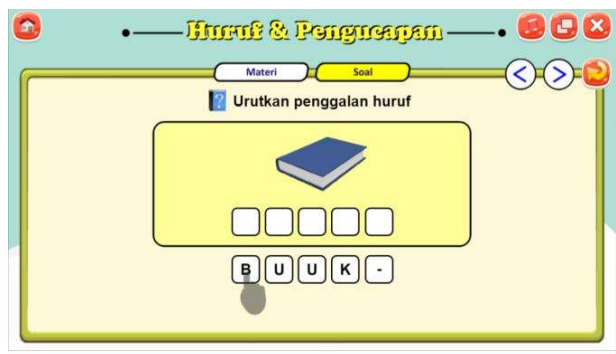 Huruf & Pengucapan
Materi Soal
? Urutkan penggalan huruf
B U U K -